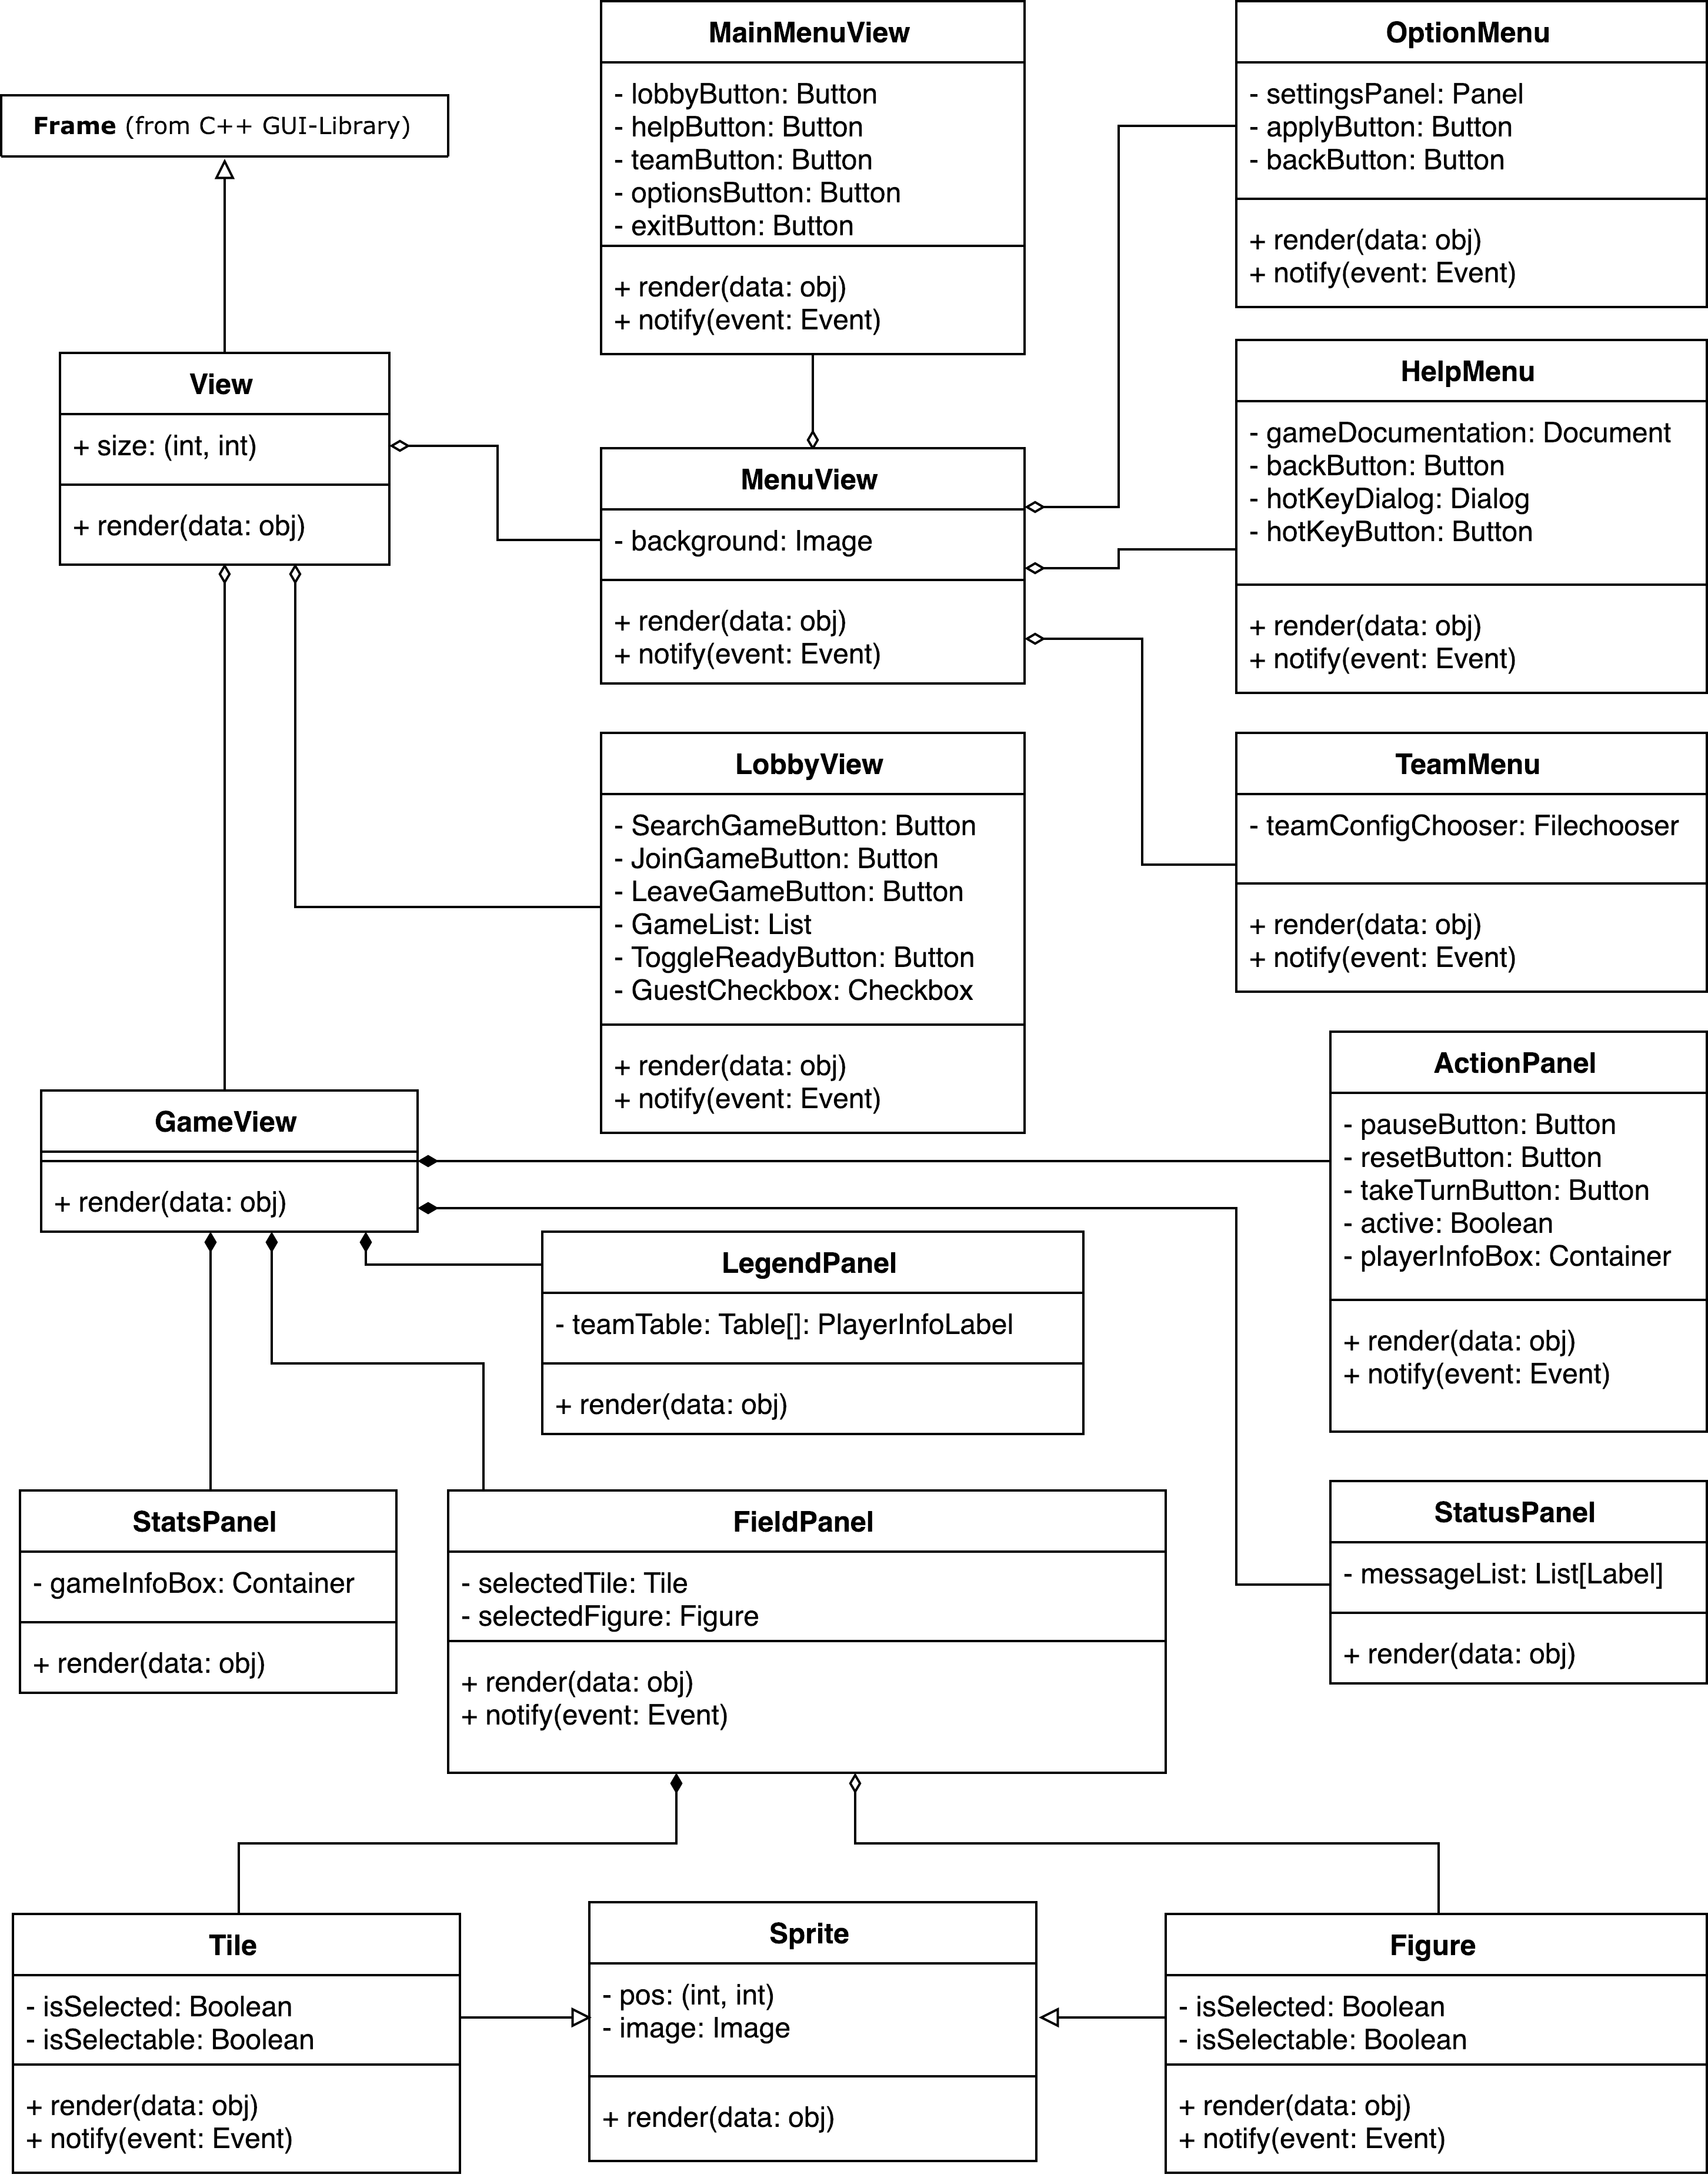 MainMenuView
- lobbyButton: Button
- helpButton: Button
- teamButton: Button
- optionsButton: Button
- exitButton: Button
+ render(data: obj)
+ notify(event: Event)
OptionMenu
- settingsPanel: Panel
- applyButton: Button
- backButton: Button
+ render(data: obj)
+ notify(event: Event)
Frame (from C++ GUI-Library)
View
+ size: (int, int)
+ render(data: obj)
MenuView
- background: Image
+ render(data: obj)
+ notify(event: Event)
HelpMenu
- gameDocumentation: Document
- backButton: Button
- hotKeyDialog: Dialog
- hotKeyButton: Button
+ render(data: obj)
+ notify(event: Event)
LobbyView
- SearchGameButton: Button
- JoinGameButton: Button
- LeaveGameButton: Button
- GameList: List
- ToggleReadyButton: Button
- GuestCheckbox: Checkbox
+ render(data: obj)
+ notify(event: Event)
TeamMenu
- teamConfigChooser: Filechooser
+ render(data: obj)
+ notify(event: Event)
GameView
+ render(data: obj)
ActionPanel
- pauseButton: Button
- resetButton: Button
- takeTurnButton: Button
- active: Boolean
- playerInfoBox: Container
+ render(data: obj)
+ notify(event: Event)
LegendPanel
- teamTable: Table[]: PlayerInfoLabel
+ render(data: obj)
StatsPanel
- gameInfoBox: Container
+ render(data: obj)
FieldPanel
- selectedTile: Tile
- selectedFigure: Figure
+ render(data: obj)
+ notify(event: Event)
StatusPanel
- messageList: List[Label]
+ render(data: obj)
Tile
- isSelected: Boolean
- isSelectable: Boolean
+ render(data: obj)
+ notify(event: Event)
Sprite
- pos: (int, int)
- image: Image
+ render(data: obj)
Figure
- isSelected: Boolean
- isSelectable: Boolean
+ render(data: obj)
+ notify(event: Event)